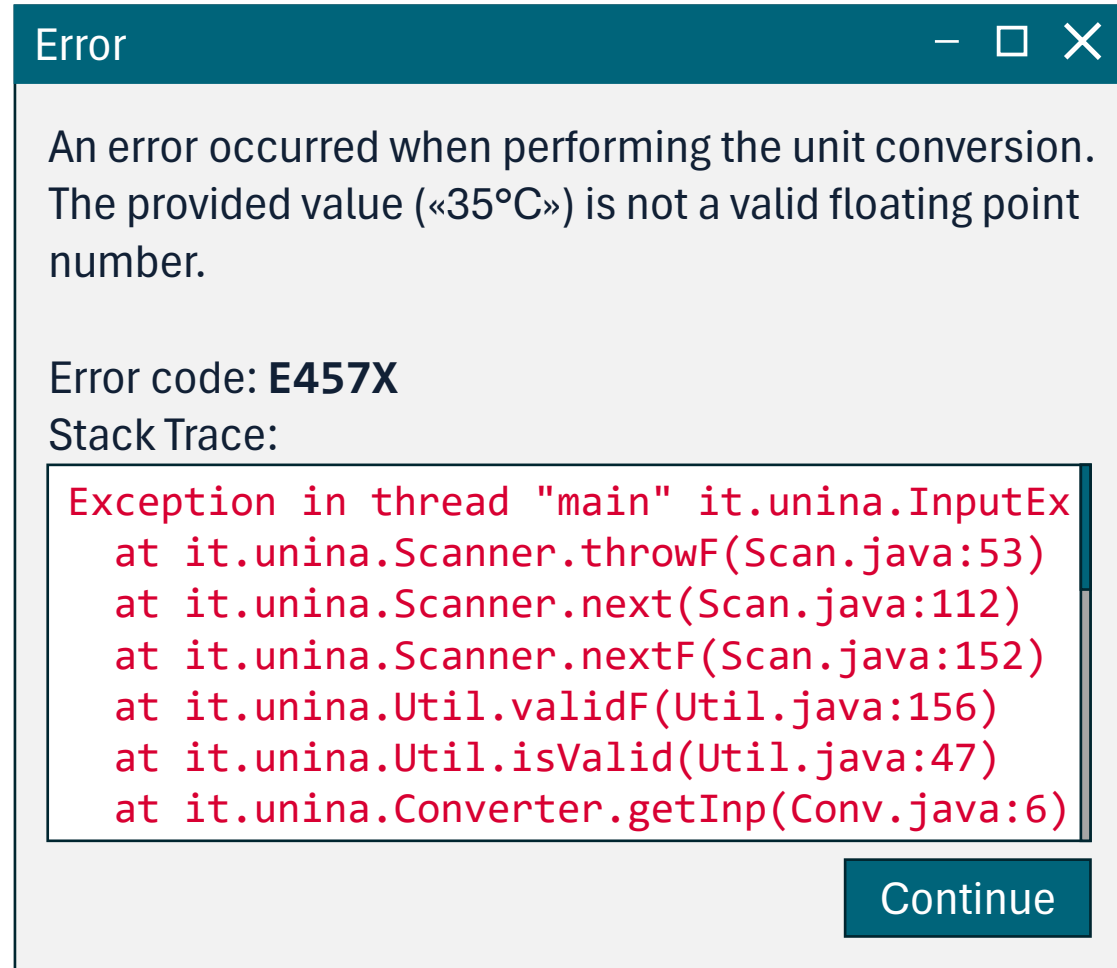 Error
An error occurred when performing the unit conversion.
The provided value («35°C») is not a valid floating point
number.
Error code: E457X
Stack Trace:
Exception in thread "main" it.unina.InputEx
at it.unina.Scanner.throwF(Scan.java:53)
at it.unina.Scanner.next(Scan.java:112)
at it.unina.Scanner.nextF(Scan.java:152)
at it.unina.Util.validF(Util.java:156)
at it.unina.Util.isValid(Util.java:47)
at it.unina.Converter.getInp(Conv.java:6)
Continue